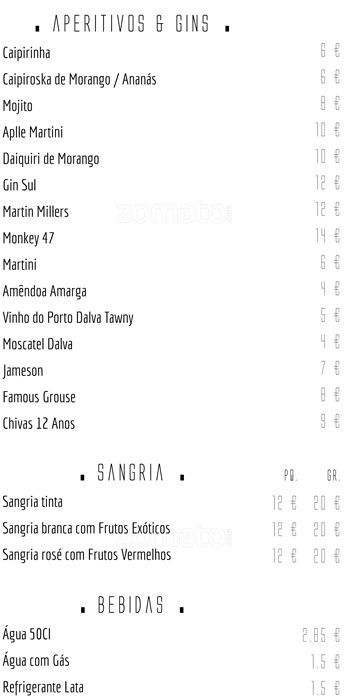 . APERITIVOS & GINS .
Caipirinha 6 €
Caipiroska de Morango / Ananás 6 €
Mojito 8 €
Aplle Martini 10 €
Daiquiri de Morango 10 €
Gin Sul 12 €
Martin Millers 12 €
zomato
Monkey 47 14 €
Martini 6 €
Amêndoa Amarga 4 €
Vinho do Porto Dalva Tawny 5 €
Moscatel Dalva 4 €
Jameson 7 €
Famous Grouse 8 €
Chivas 12 Anos 9 €
. SANGRIA . PQ. GR.
Sangria tinta 12 € 20 €
Sangria branca com Frutos Exóticos 12 € 20 €
zomato
Sangria rosé com Frutos Vermelhos 12 € 20 €
. BEBIDAS .
Água 50Cl 2.85 €
Água com Gás 1.5 €
Refrigerante Lata 1.5 €